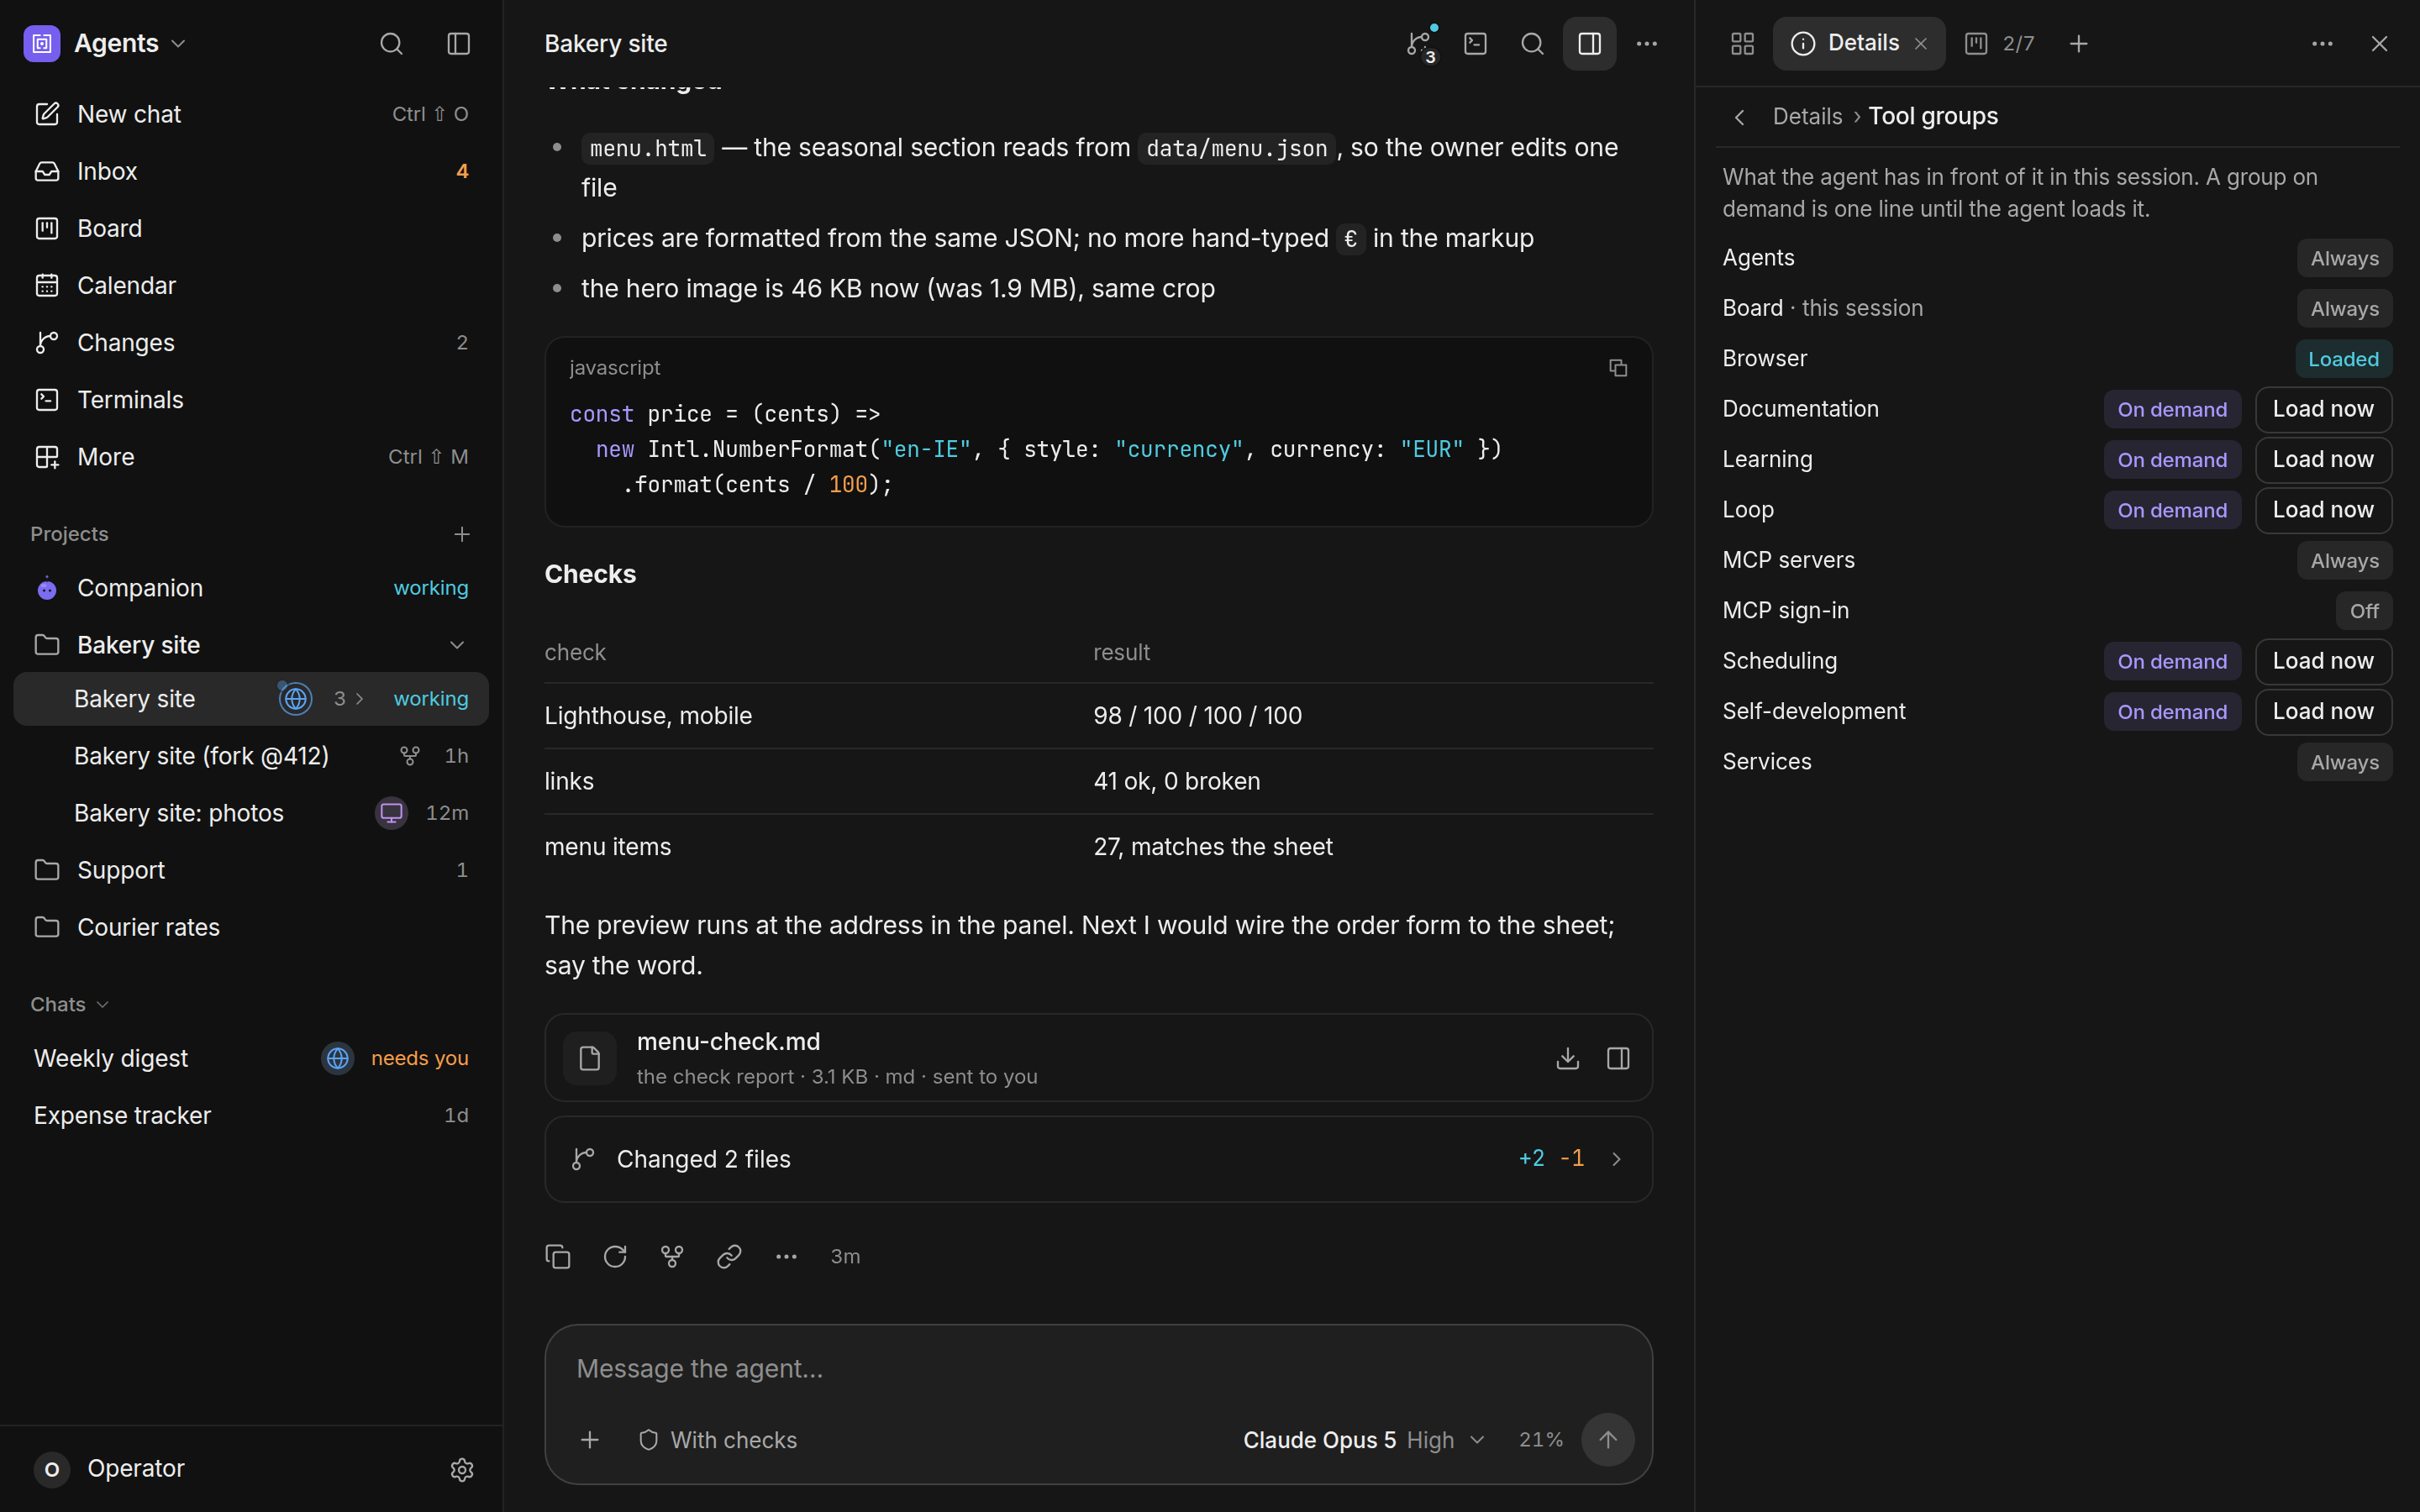 Agents
New chat Ctrl ⇧ O
Inbox 4
Board
Calendar
Changes 2
Terminals
More Ctrl ⇧ M
Projects
Companion working
Bakery site
Bakery site 3 working
Bakery site (fork @412) 1h
Bakery site: photos 12m
Support 1
Courier rates
Chats
Weekly digest needs you
Expense tracker 1d
O Operator
Bakery site 3
What changed
• menu.html — the seasonal section reads from data/menu.json, so the owner edits one
file
• prices are formatted from the same JSON; no more hand-typed € in the markup
• the hero image is 46 KB now (was 1.9 MB), same crop
javascript
const price = (cents) =>
new Intl.NumberFormat("en-IE", { style: "currency", currency: "EUR" })
.format(cents / 100);
Checks
check result
Lighthouse, mobile 98 / 100 / 100 / 100
links 41 ok, 0 broken
menu items 27, matches the sheet
The preview runs at the address in the panel. Next I would wire the order form to the sheet;
say the word.
menu-check.md
the check report · 3.1 KB · md · sent to you
Changed 2 files +2 -1
3m
Message the agent...
With checks Claude Opus 5 High 21%
Details 2/7
Details › Tool groups
What the agent has in front of it in this session. A group on
demand is one line until the agent loads it.
Agents Always
Board · this session Always
Browser Loaded
Documentation On demand Load now
Learning On demand Load now
Loop On demand Load now
MCP servers Always
MCP sign-in Off
Scheduling On demand Load now
Self-development On demand Load now
Services Always